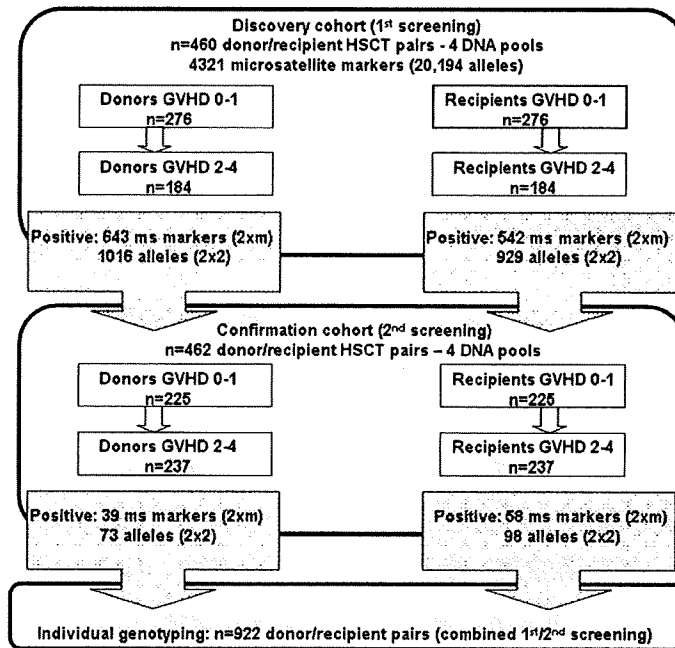 Discovery cohort (1st screening)
n=460 donor/recipient HSCT pairs - 4 DNA pools
4321 microsatellite markers (20,194 alleles)
Donors GVHD 0-1
n=276
Recipients GVHD 0-1
n=276
Donors GVHD 2-4
n=184
Recipients GVHD 2-4
n=184
Positive: 643 ms markers (2xm)
1016 alleles (2x2)
Positive: 542 ms markers (2xm)
929 alleles (2x2)
Confirmation cohort (2nd screening)
n=462 donor/recipient HSCT pairs – 4 DNA pools
Donors GVHD 0-1
n=225
Recipients GVHD 0-1
n=225
Donors GVHD 2-4
n=237
Recipients GVHD 2-4
n=237
Positive: 39 ms markers (2xm)
73 alleles (2x2)
Positive: 58 ms markers (2xm)
98 alleles (2x2)
Individual genotyping: n=922 donor/recipient pairs (combined 1st/2nd screening)